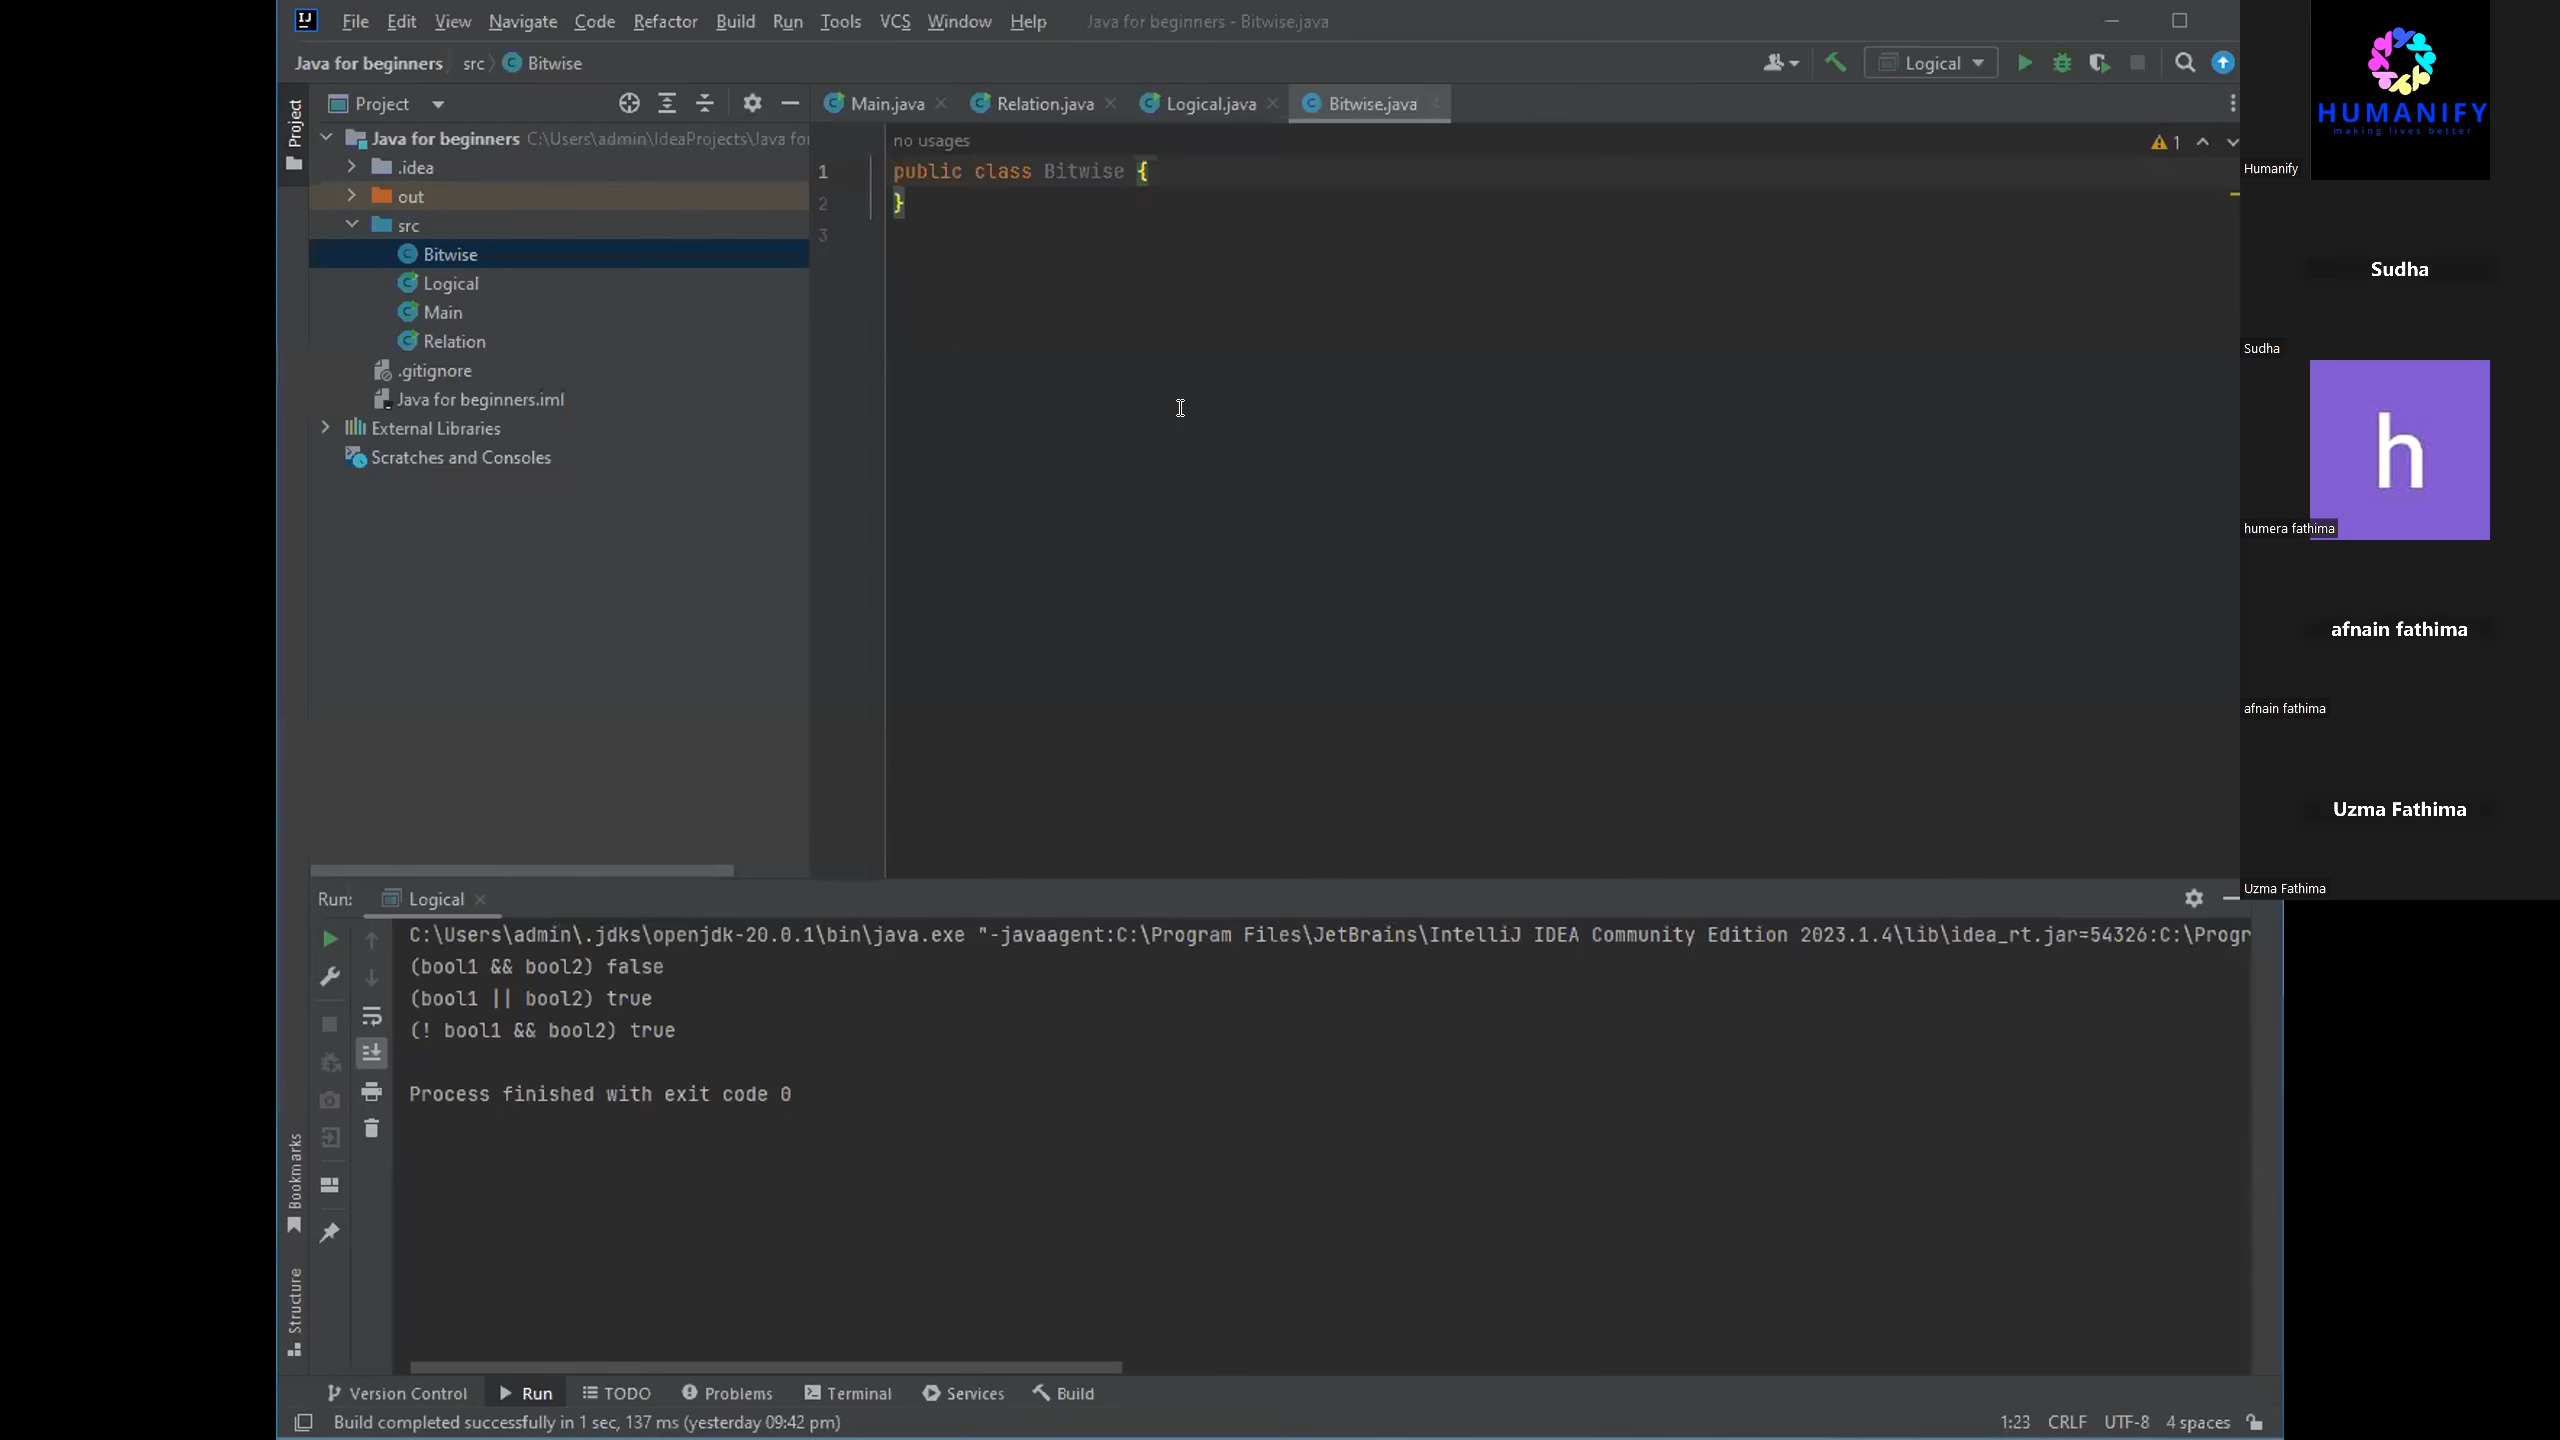 File Edit View Navigate Code Refactor Build Run Tools VCS Window Help Java for beginners - Bitwise.java
Java for beginners src Bitwise
Logical
Project
Main.java Relation.java Logical.java Bitwise.java
Project
Java for beginners C:\Users\admin\IdeaProjects\Java for
.idea
out
src
Bitwise
Logical
Main
Relation
.gitignore
Java for beginners.iml
External Libraries
Scratches and Consoles
no usages
1
1 public class Bitwise {
2 }
3
Run: Logical
C:\Users\admin\.jdks\openjdk-20.0.1\bin\java.exe "-javaagent:C:\Program Files\JetBrains\IntelliJ IDEA Community Edition 2023.1.4\lib\idea_rt.jar=54326:C:\Progr
(bool1 && bool2) false
(bool1 || bool2) true
(! bool1 && bool2) true
Process finished with exit code 0
Bookmarks
Structure
Version Control Run TODO Problems Terminal Services Build
Build completed successfully in 1 sec, 137 ms (yesterday 09:42 pm)
1:23 CRLF UTF-8 4 spaces
HUMANIFY
making lives better
Humanify
Sudha
Sudha
h
humera fathima
afnain fathima
afnain fathima
Uzma Fathima
Uzma Fathima